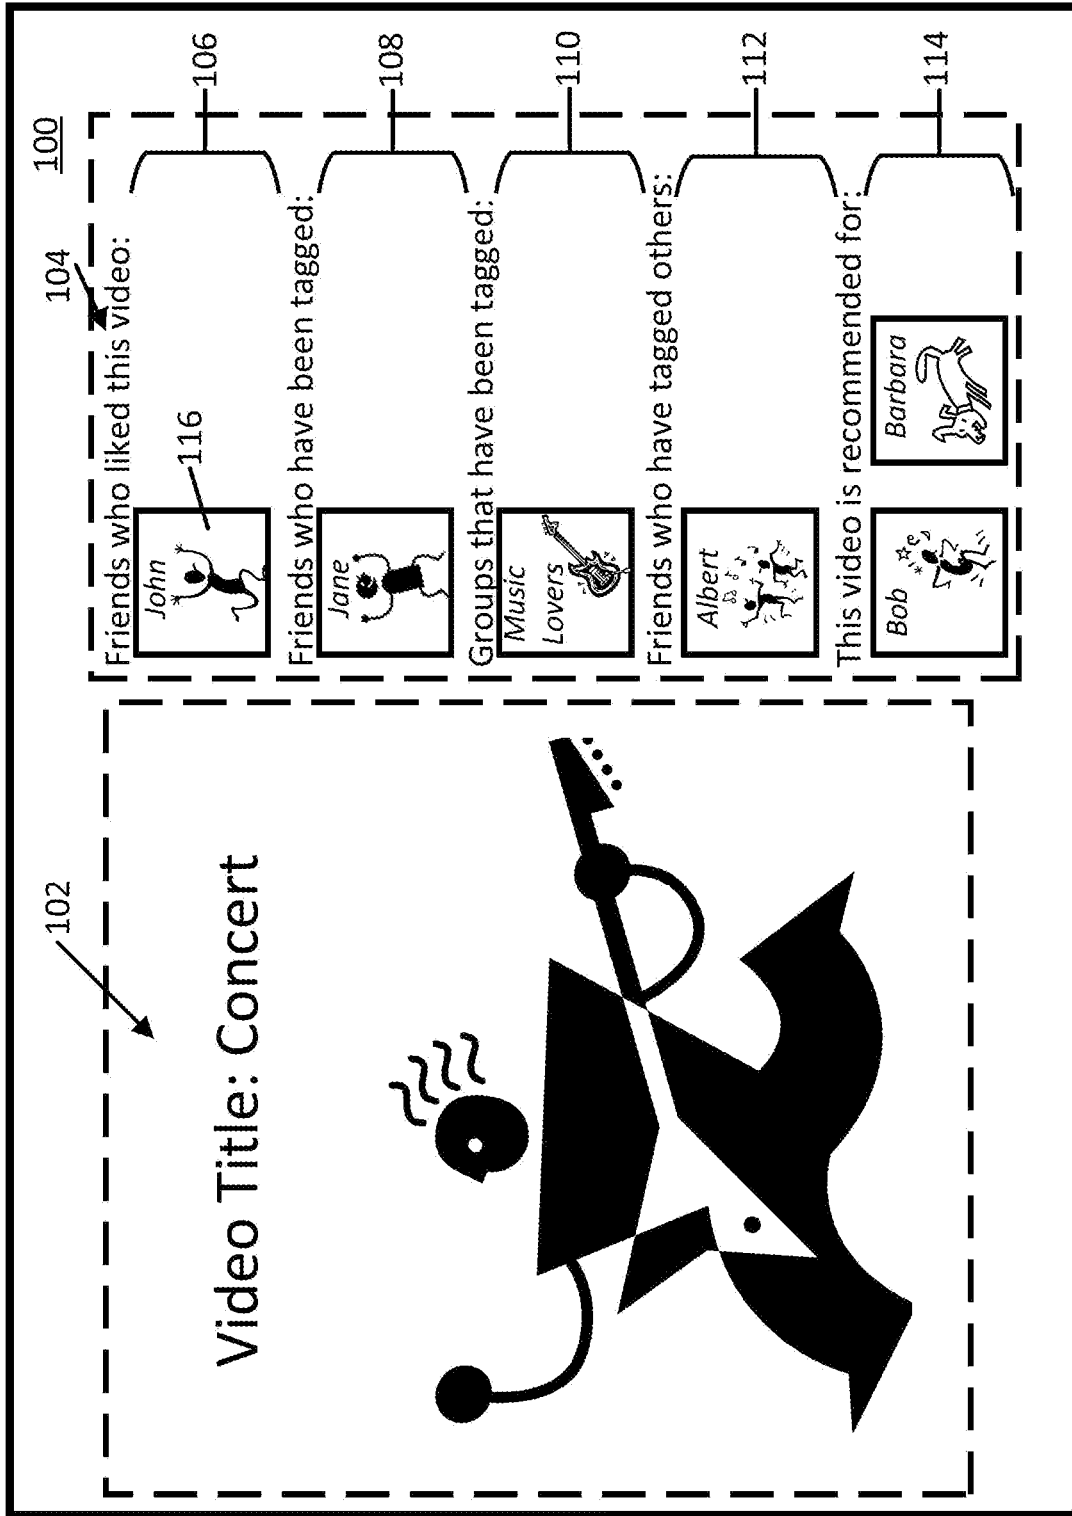 100
102
Video Title: Concert
104
Friends who liked this video:
John
116
106
Friends who have been tagged:
Jane
108
Groups that have been tagged:
Music
Lovers
110
Friends who have tagged others:
Albert
112
This video is recommended for:
Bob
Barbara
114